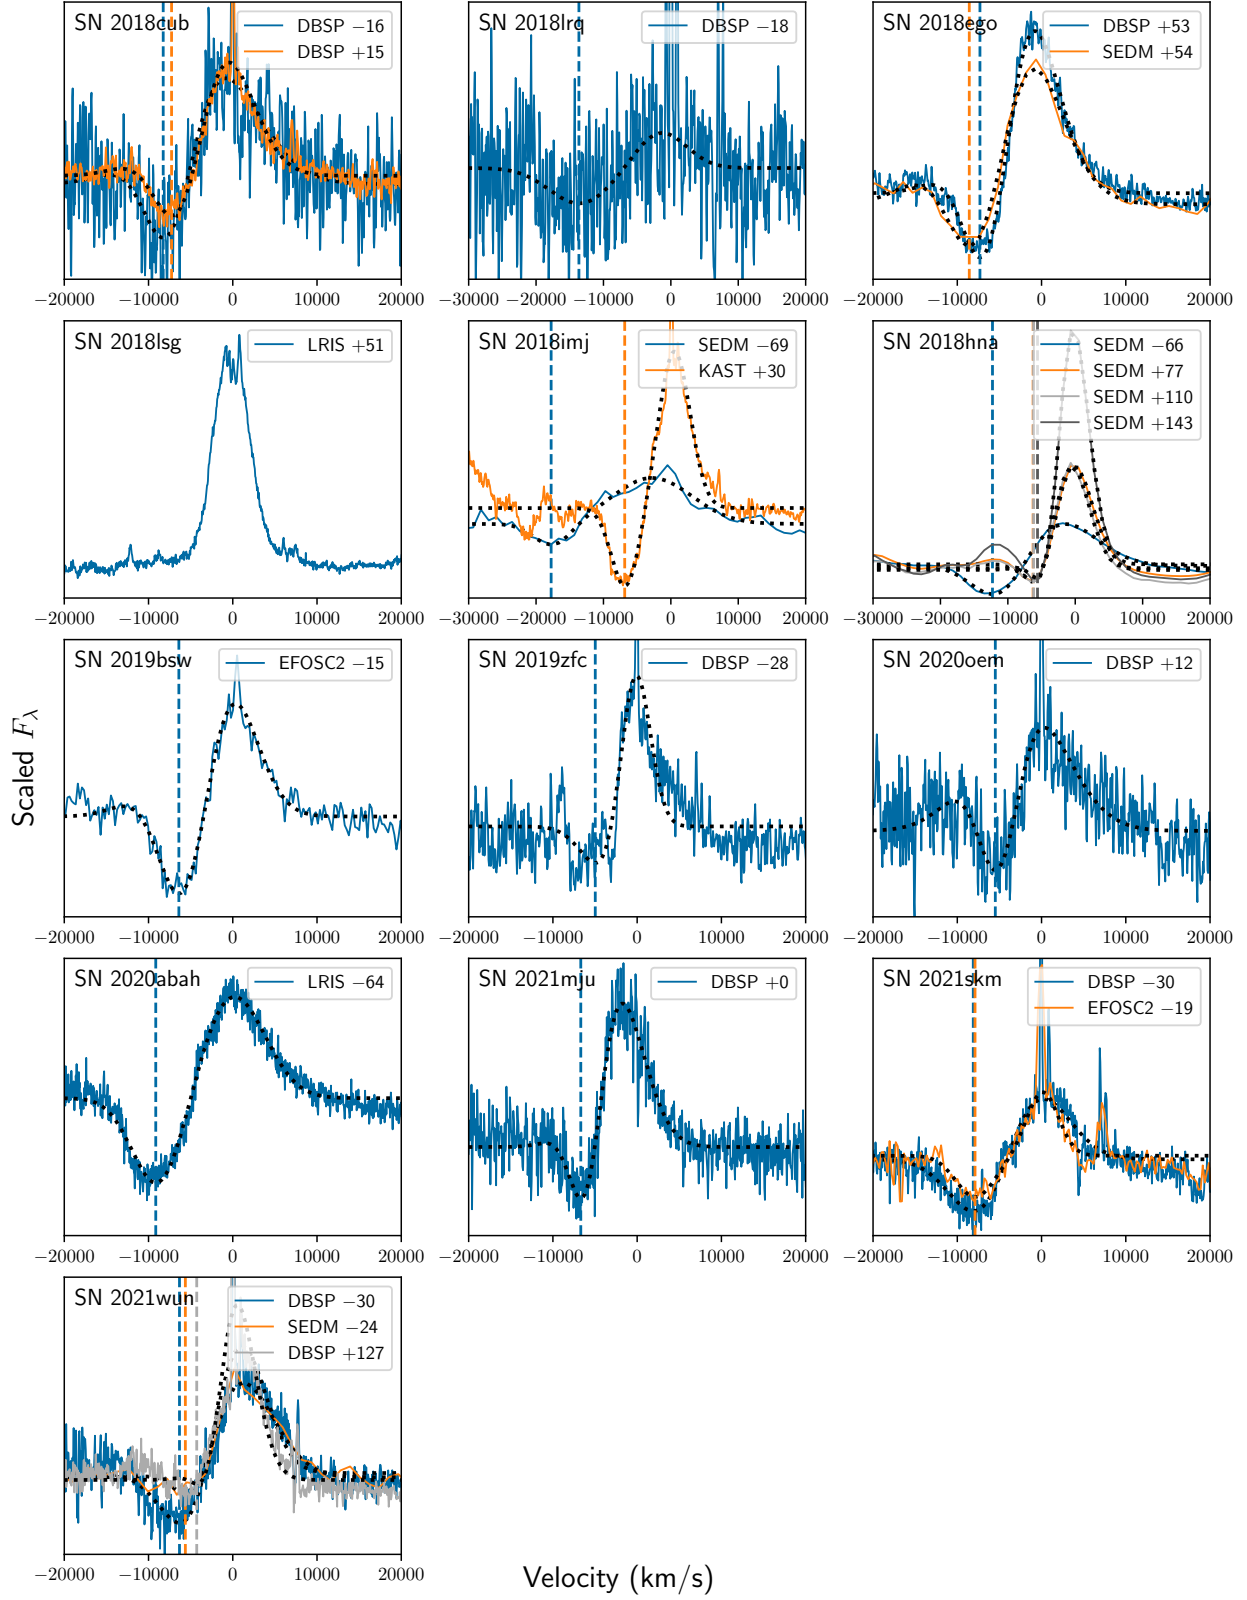 SN 2018cub
DBSP −16
DBSP +15
−20000 −10000 0 10000 20000
SN 2018lrq
DBSP −18
−30000 −20000 −10000 0 10000 20000
SN 2018ego
DBSP +53
SEDM +54
−20000 −10000 0 10000 20000
SN 2018lsg
LRIS +51
−20000 −10000 0 10000 20000
SN 2018imj
SEDM −69
KAST +30
−30000 −20000 −10000 0 10000 20000
SN 2018hna
SEDM −66
SEDM +77
SEDM +110
SEDM +143
−30000 −20000 −10000 0 10000 20000
SN 2019bsw
EFOSC2 −15
−20000 −10000 0 10000 20000
SN 2019zfc
DBSP −28
−20000 −10000 0 10000 20000
SN 2020oem
DBSP +12
−20000 −10000 0 10000 20000
Scaled Fλ
SN 2020abah
LRIS −64
−20000 −10000 0 10000 20000
SN 2021mju
DBSP +0
−20000 −10000 0 10000 20000
SN 2021skm
DBSP −30
EFOSC2 −19
−20000 −10000 0 10000 20000
SN 2021wun
DBSP −30
SEDM −24
DBSP +127
−20000 −10000 0 10000 20000
Velocity (km/s)